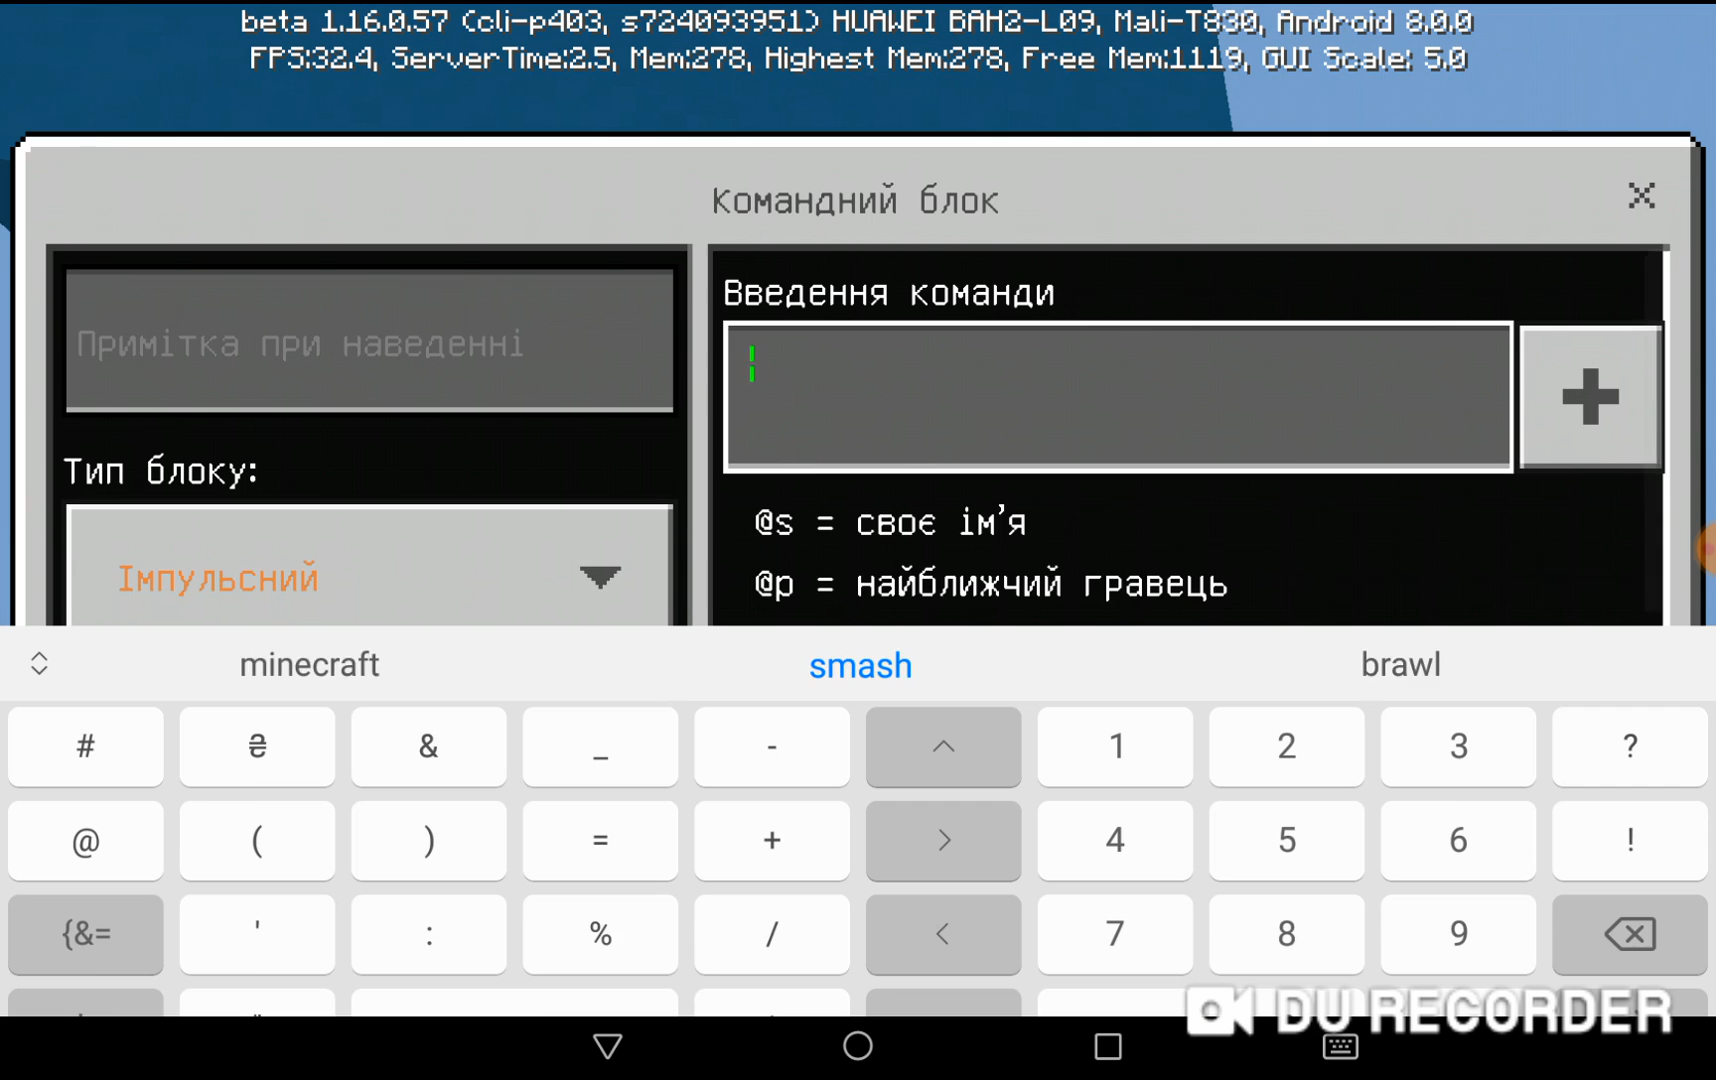 beta 1.16.0.57 (cli-p403, s724093951) HUAWEI BAH2-L09, Mali-T830, Android 8.0.0
FPS:32.4, ServerTime:2.5, Mem:278, Highest Mem:278, Free Mem:1119, GUI Scale: 5.0
Командний блок
Примітка при наведенні
Тип блоку:
Імпульсний
Введення команди
@s = своє ім’я
@p = найближчий гравець
minecraft smash brawl
# ₴ & _ - ^ 1 2 3 ?
@ ( ) = + > 4 5 6 !
{&= ' : % / < 7 8 9
DU RECORDER